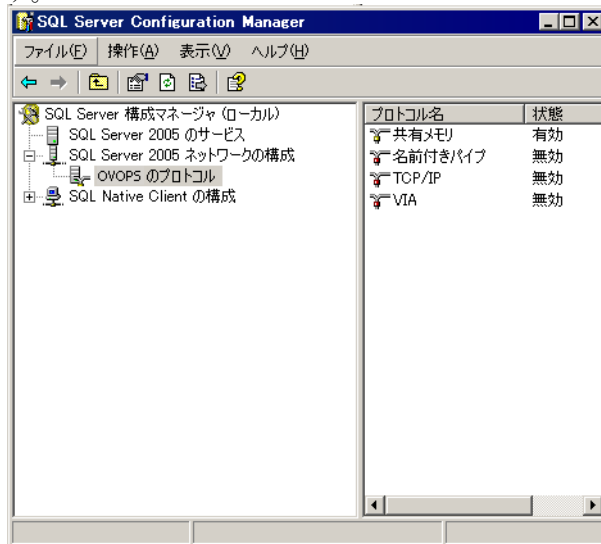 SQL Server Configuration Manager
ファイル(F) 操作(A) 表示(V) ヘルプ(H)
SQL Server 構成マネージャ (ローカル)
SQL Server 2005 のサービス
SQL Server 2005 ネットワークの構成
OVOPS のプロトコル
SQL Native Client の構成
プロトコル名 状態
共有メモリ 有効
名前付きパイプ 無効
TCP/IP 無効
VIA 無効